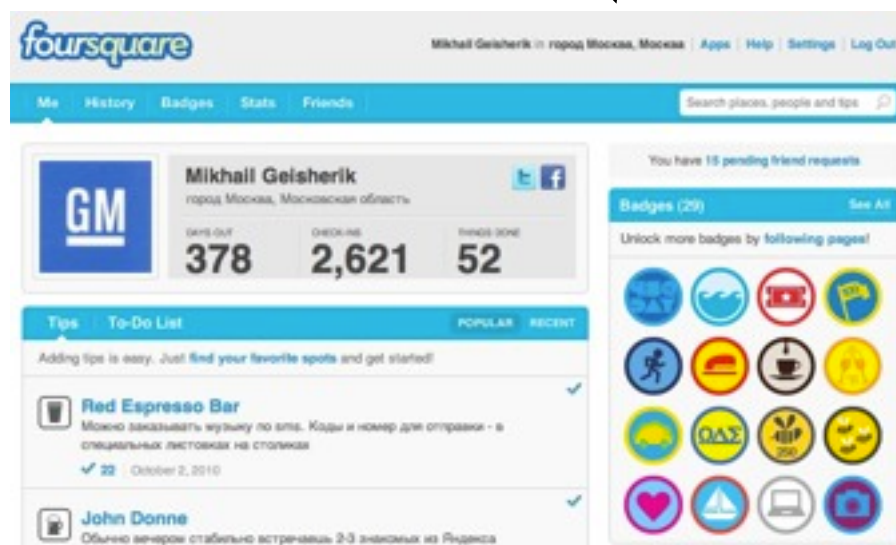 foursquare
Mikhail Geisherik in город Москва, Москва | Apps | Help | Settings | Log Out
Me History Badges Stats Friends
Search places, people and tips
GM
Mikhail Geisherik
город Москва, Московская область
DAYS OUT CHECK-INS THINGS DONE
378 2,621 52
You have 15 pending friend requests
Badges (29) See All
Unlock more badges by following pages!
Tips To-Do List POPULAR RECENT
Adding tips is easy. Just find your favorite spots and get started!
Red Espresso Bar
Можно заказывать музыку по sms. Коды и номер для отправки - в
специальных листовках на столиках
22 October 2, 2010
John Donne
Обычно вечером стабильно встречаешь 2-3 знакомых из Яндекса
100
ΩΔΣ
250